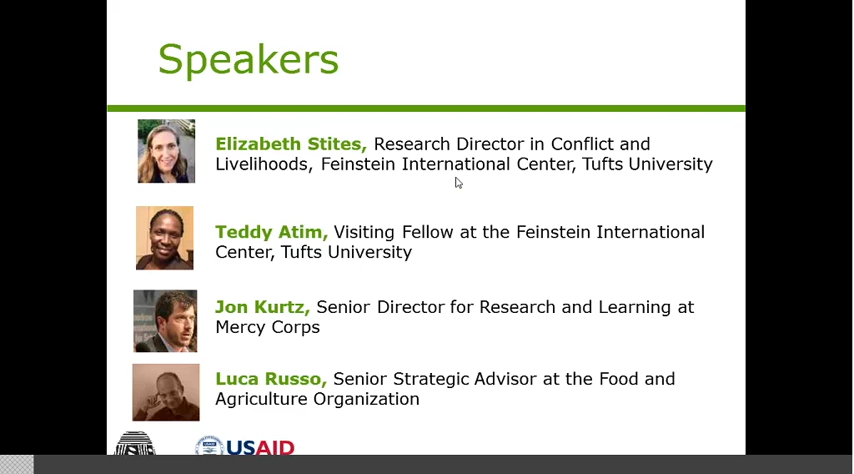 Speakers
Elizabeth Stites, Research Director in Conflict and
Livelihoods, Feinstein International Center, Tufts University
Teddy Atim, Visiting Fellow at the Feinstein International
Center, Tufts University
Jon Kurtz, Senior Director for Research and Learning at
Mercy Corps
Luca Russo, Senior Strategic Advisor at the Food and
Agriculture Organization
USAID